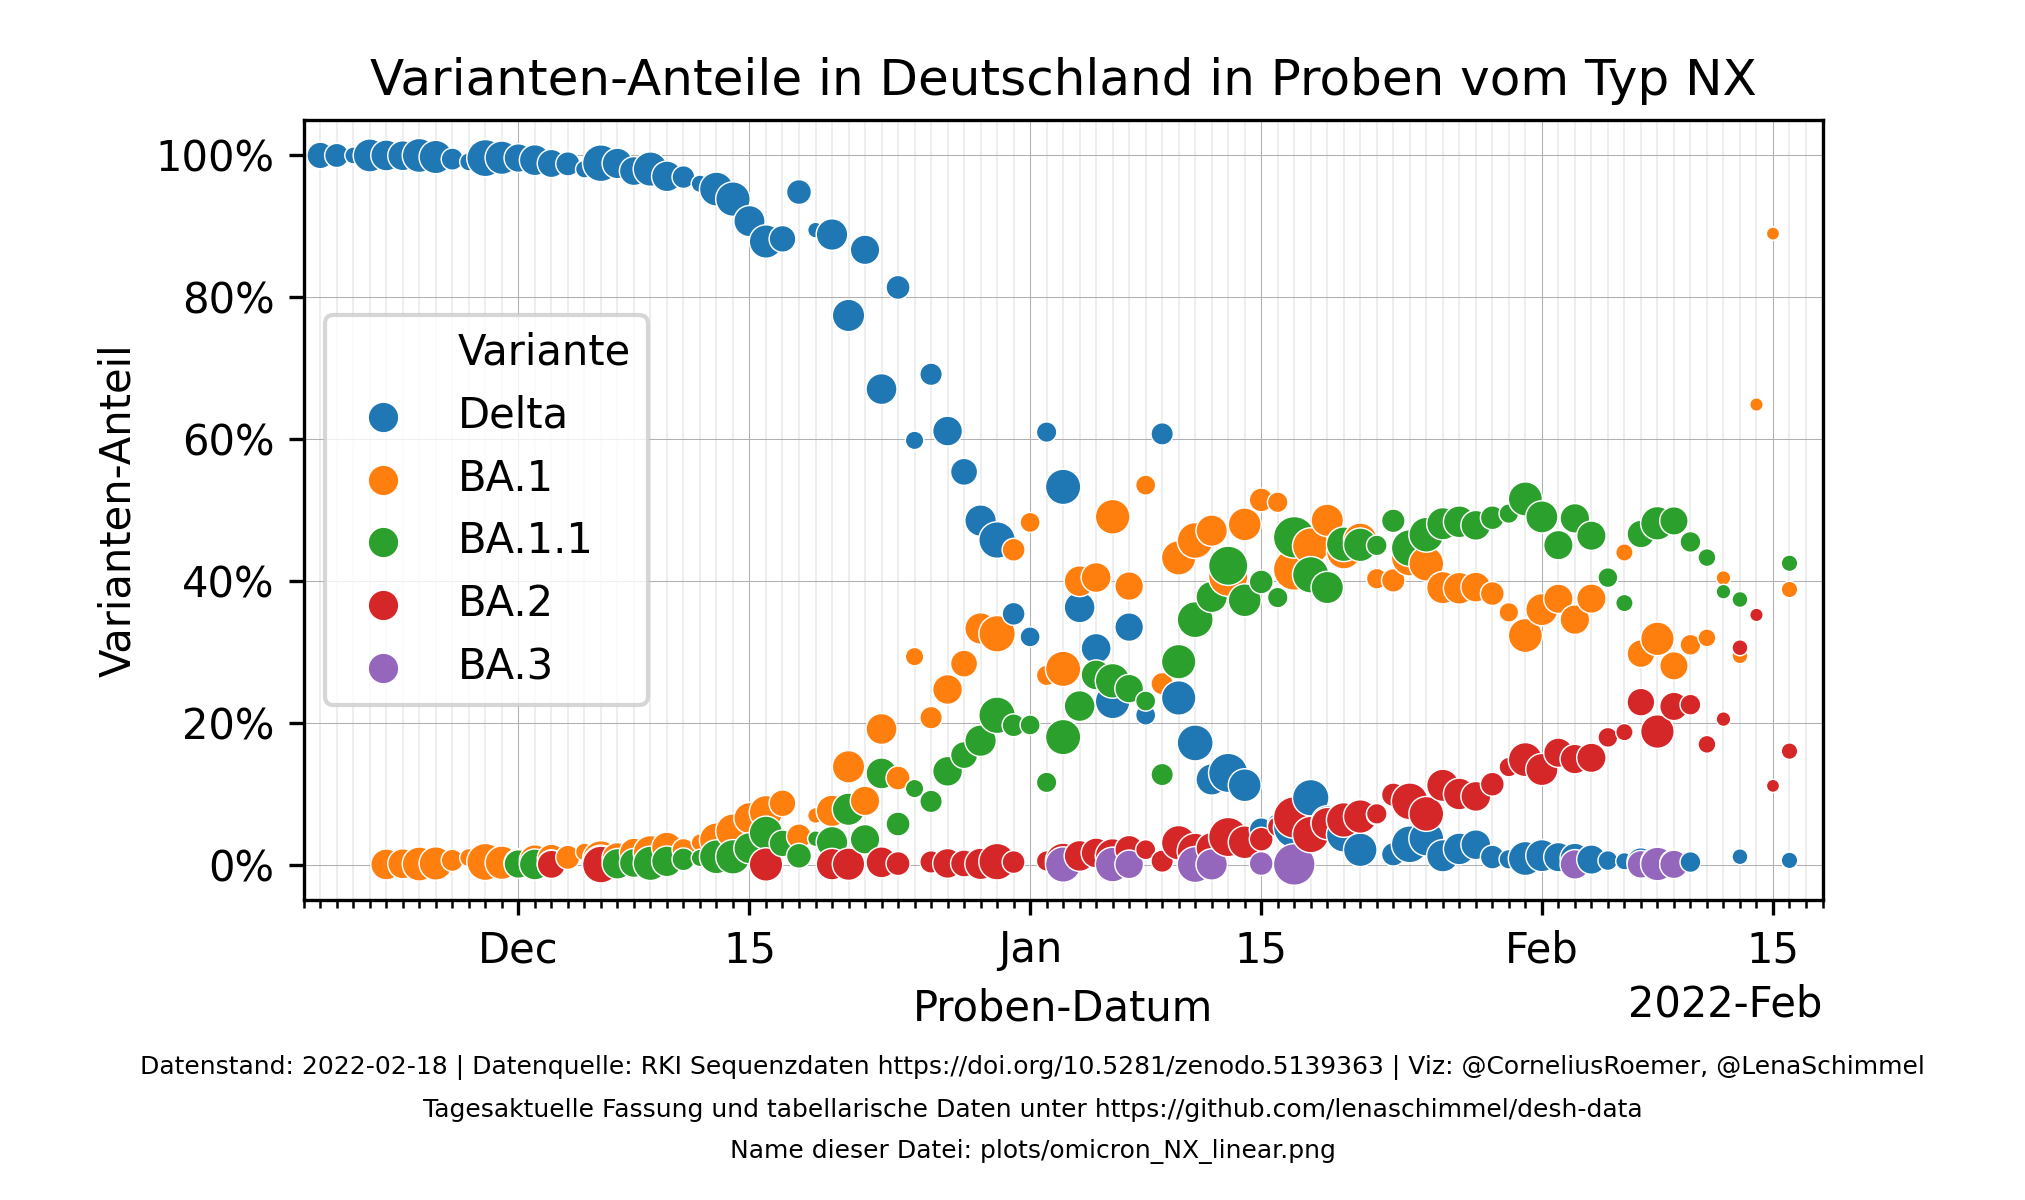 Varianten-Anteile in Deutschland in Proben vom Typ NX
100%
80%
60%
40%
20%
0%
Varianten-Anteil
Variante
Delta
BA.1
BA.1.1
BA.2
BA.3
Dec 15 Jan 15 Feb 15
Proben-Datum
2022-Feb
Datenstand: 2022-02-18 | Datenquelle: RKI Sequenzdaten https://doi.org/10.5281/zenodo.5139363 | Viz: @CorneliusRoemer, @LenaSchimmel
Tagesaktuelle Fassung und tabellarische Daten unter https://github.com/lenaschimmel/desh-data
Name dieser Datei: plots/omicron_NX_linear.png